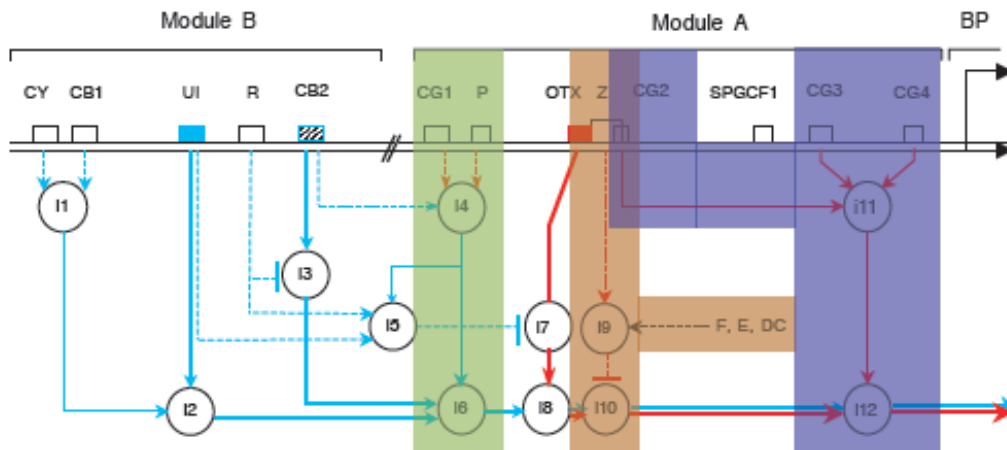 Module B Module A BP
CY CB1 UI R CB2 CG1 P OTX Z CG2 SPGCF1 CG3 CG4
I1 I4 i11
I3
I5 I7 I9 F, E, DC
I2 I6 I8 I10 I12